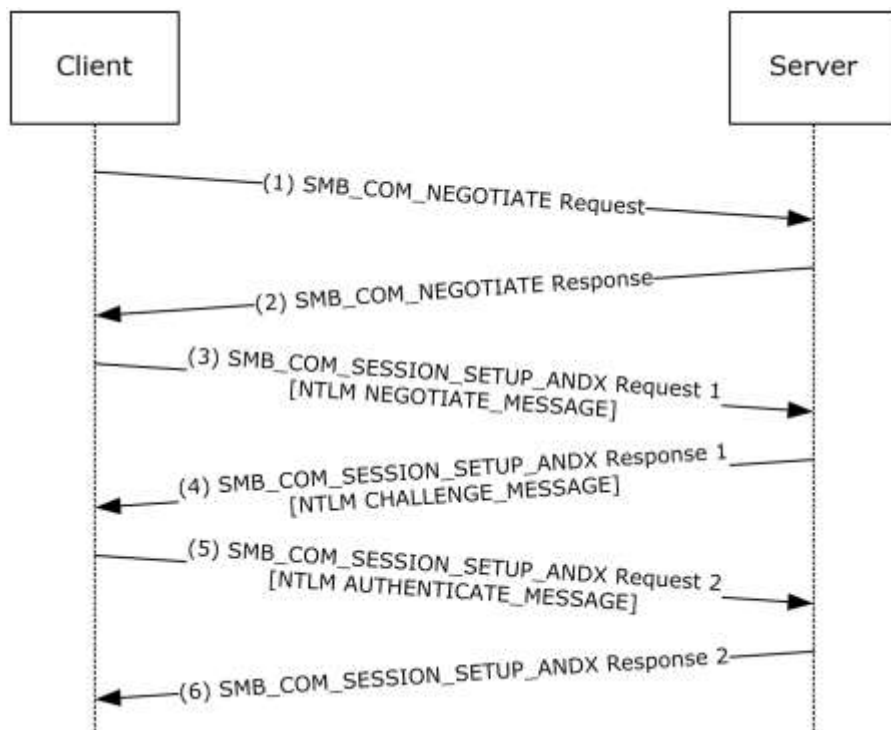 Client
Server
(1) SMB_COM_NEGOTIATE Request
(2) SMB_COM_NEGOTIATE Response
(3) SMB_COM_SESSION_SETUP_ANDX Request 1
[NTLM NEGOTIATE_MESSAGE]
(4) SMB_COM_SESSION_SETUP_ANDX Response 1
[NTLM CHALLENGE_MESSAGE]
(5) SMB_COM_SESSION_SETUP_ANDX Request 2
[NTLM AUTHENTICATE_MESSAGE]
(6) SMB_COM_SESSION_SETUP_ANDX Response 2